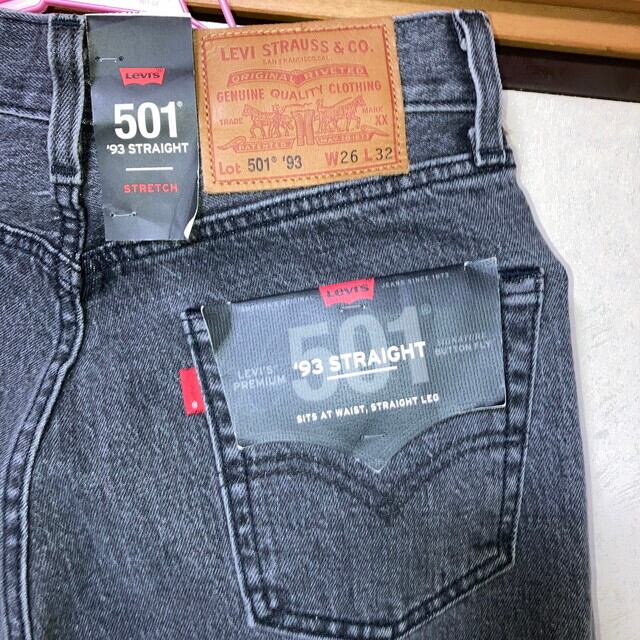 Levi's
501®
'93 STRAIGHT
STRETCH
LEVI STRAUSS & CO.
SAN FRANCISCO, CAL.
ORIGINAL RIVETED
GENUINE QUALITY CLOTHING
TRADE MARK
XX
PATENTED
Lot 501® '93 W26 L32
Levi's
501®
LEVI'S
PREMIUM
'93 STRAIGHT
BUTTON FLY
SITS AT WAIST, STRAIGHT LEG